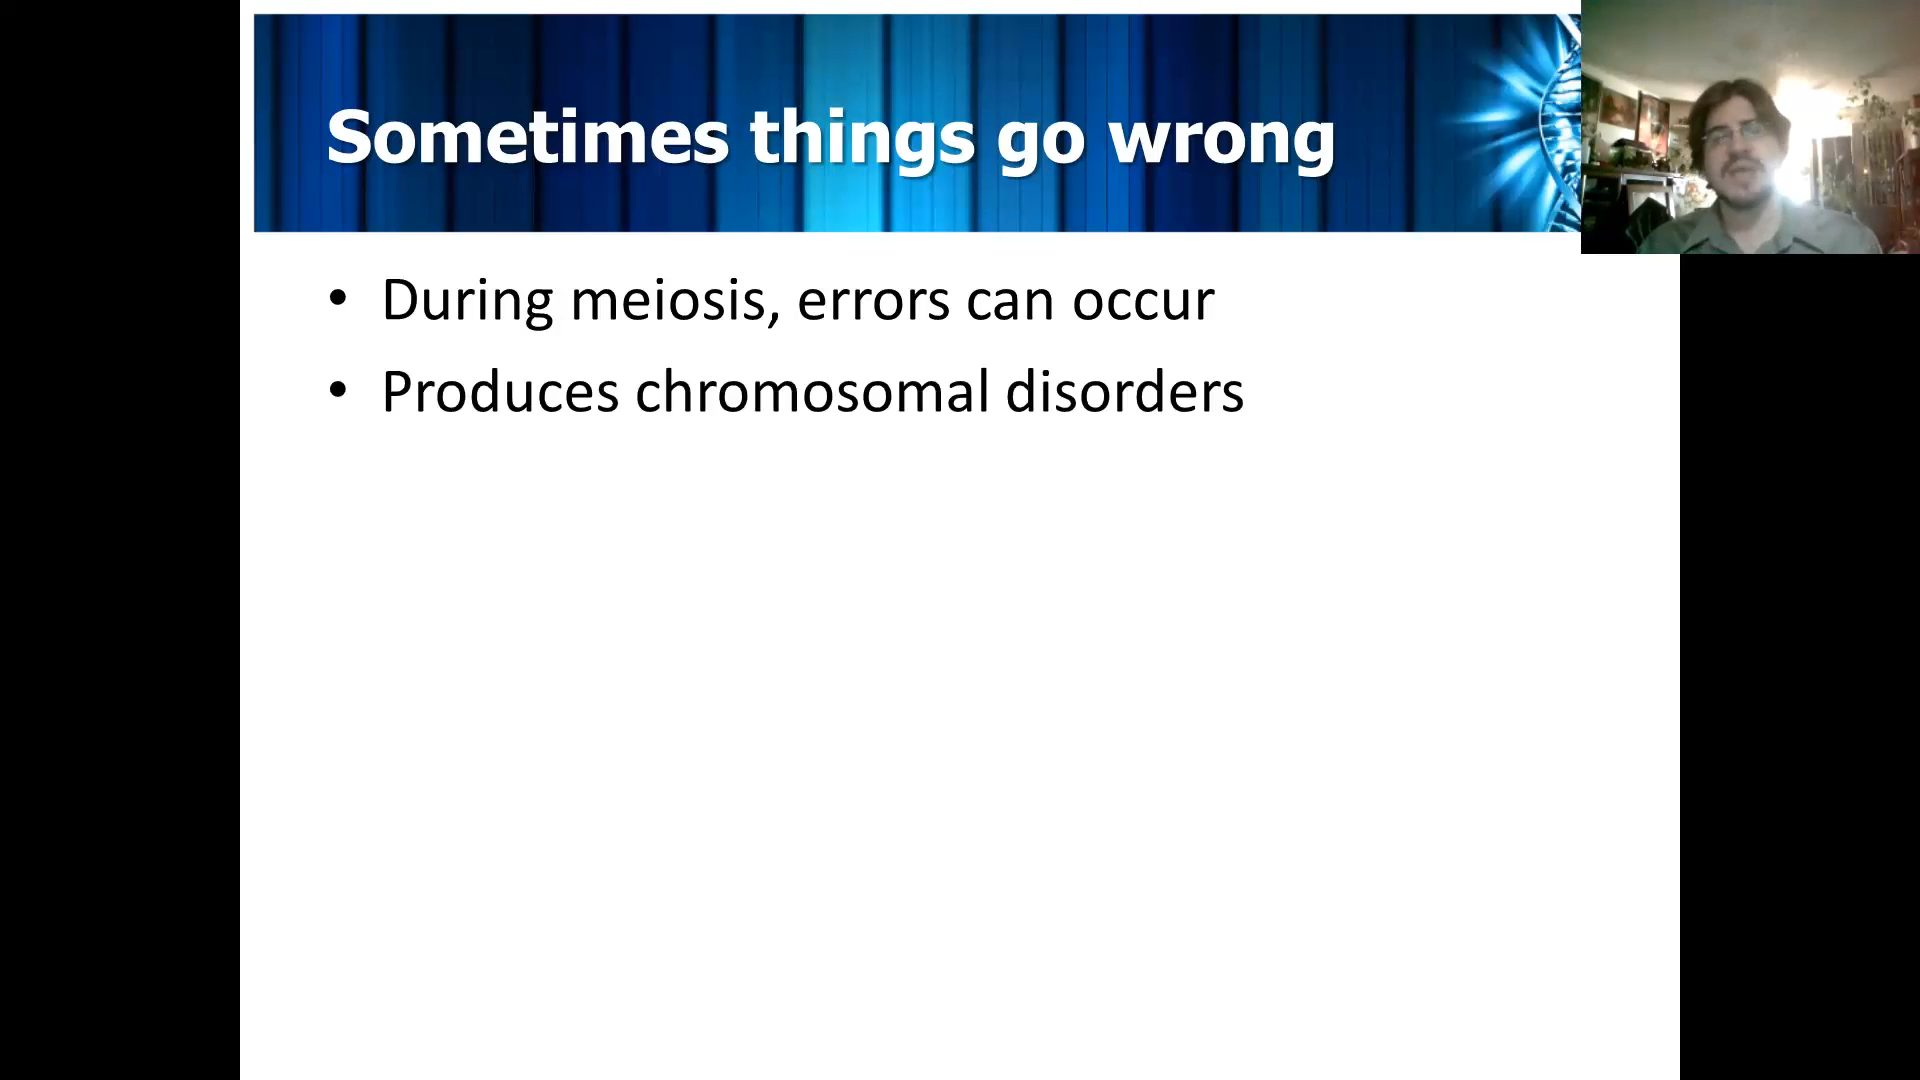 Sometimes things go wrong
• During meiosis, errors can occur
• Produces chromosomal disorders